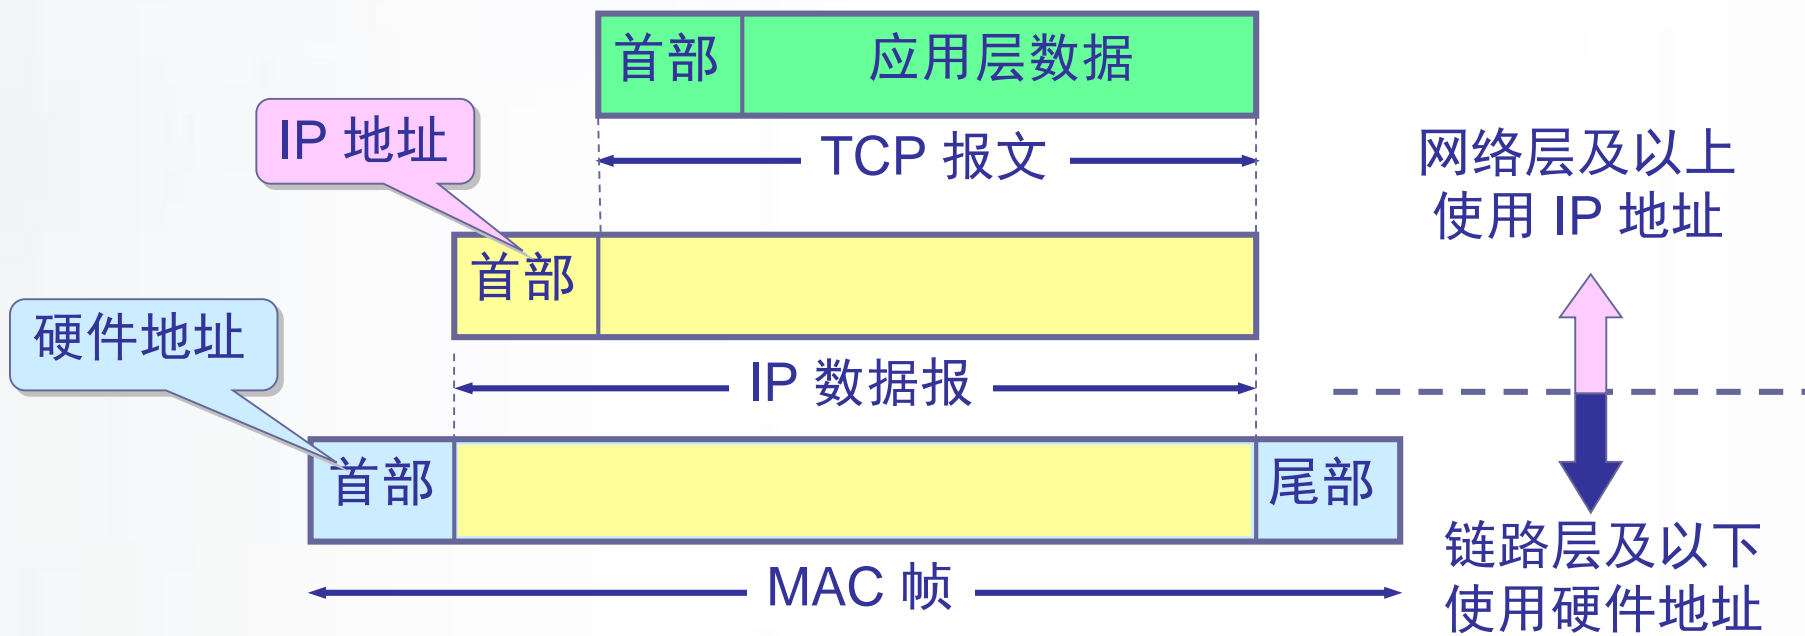 首部
应用层数据
IP 地址
TCP 报文
网络层及以上
使用 IP 地址
首部
硬件地址
IP 数据报
首部
尾部
链路层及以下
使用硬件地址
MAC 帧